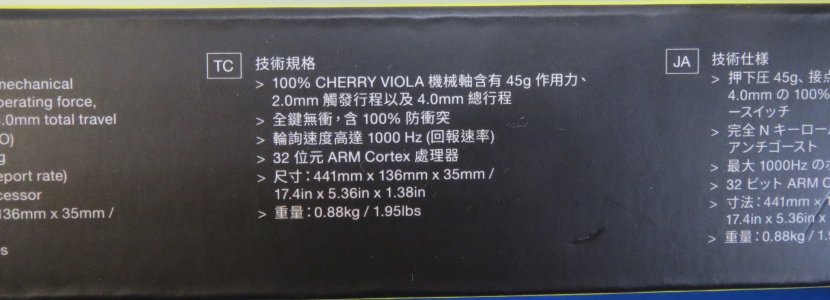 mechanical
perating force,
.0mm total travel
O)
g
eport rate)
cessor
136mm x 35mm /
s
TC
技術規格
> 100% CHERRY VIOLA 機械軸含有 45g 作用力、
2.0mm 觸發行程以及 4.0mm 總行程
> 全鍵無衝，含 100% 防衝突
> 輪詢速度高達 1000 Hz (回報速率)
> 32 位元 ARM Cortex 處理器
> 尺寸：441mm x 136mm x 35mm /
17.4in x 5.36in x 1.38in
> 重量：0.88kg / 1.95lbs
JA
技術仕様
> 押下圧 45g、接点
4.0mm の 100%
ースイッチ
> 完全 N キーロー
アンチゴースト
> 最大 1000Hz の
> 32 ビット ARM C
> 寸法：441mm x
17.4in x 5.36in x
> 重量：0.88kg / 1.9